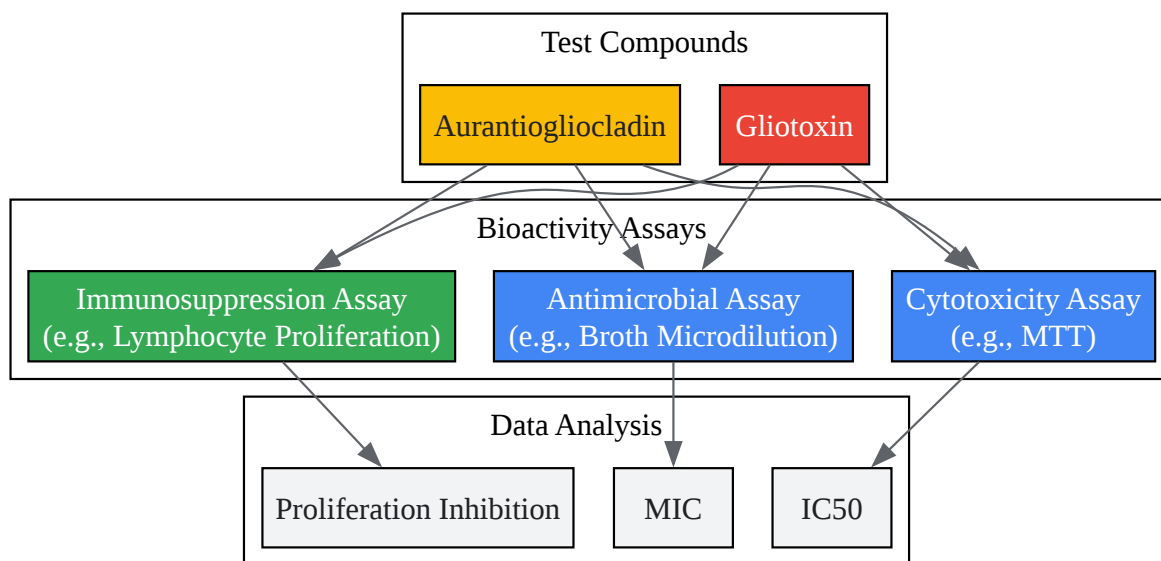 Test Compounds
Aurantiogliocladin
Gliotoxin
Bioactivity Assays
Immunosuppression Assay
(e.g., Lymphocyte Proliferation)
Antimicrobial Assay
(e.g., Broth Microdilution)
Cytotoxicity Assay
(e.g., MTT)
Data Analysis
Proliferation Inhibition
MIC
IC50